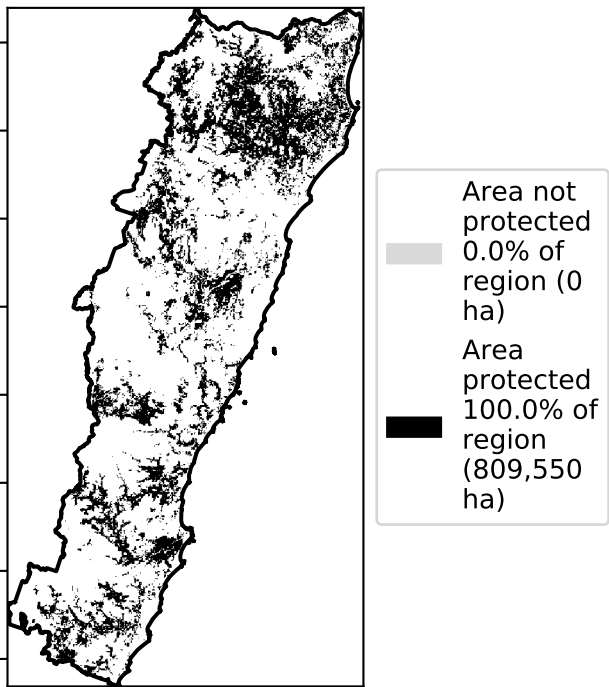 Area not
protected
0.0% of
region (0
ha)
Area
protected
100.0% of
region
(809,550
ha)